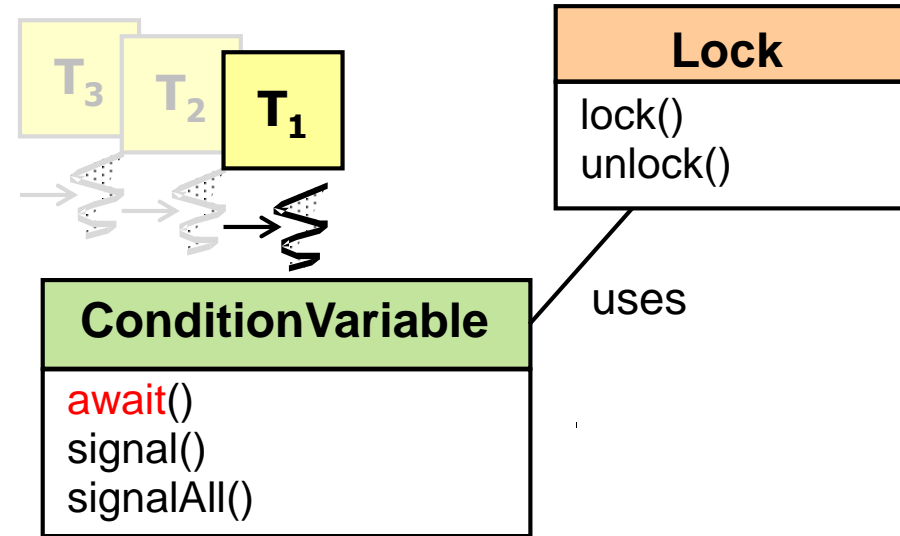 T3
T2
T1
Lock
lock()
unlock()
uses
ConditionVariable
await()
signal()
signalAll()